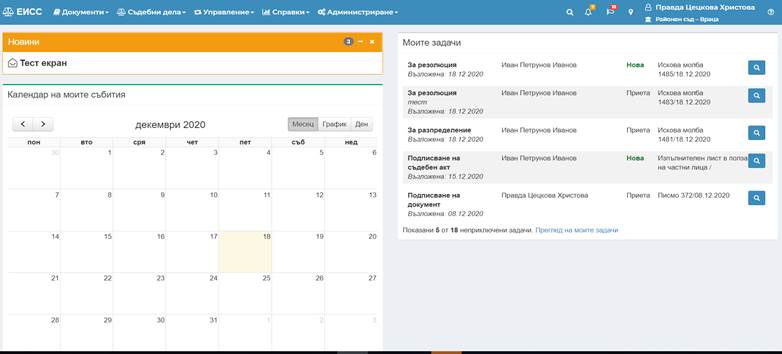 ЕИСС Документи Съдебни дела Управление Справки Администриране
Правда Цецкова Христова
Районен съд – Враца
Новини
Тест екран
Календар на моите събития
декември 2020
Месец График Ден
пон вто сря чет пет съб нед
30 1 2 3 4 5 6
7 8 9 10 11 12 13
14 15 16 17 18 19 20
21 22 23 24 25 26 27
28 29 30 31 1 2 3
Моите задачи
За резолюция Иван Петрунов Иванов Нова Искова молба
Възложена: 18.12.2020 1485/18.12.2020
За резолюция Иван Петрунов Иванов Приета Искова молба
тест 1483/18.12.2020
Възложена: 18.12.2020
За разпределение Иван Петрунов Иванов Приета Искова молба
Възложена: 18.12.2020 1481/18.12.2020
Подписване на Иван Петрунов Иванов Нова Изпълнителен лист в полза
съдебен акт на частни лица /
Възложена: 15.12.2020
Подписване на Правда Цецкова Христова Приета Писмо 372/08.12.2020
документ
Възложена: 08.12.2020
Показани 5 от 18 неприключени задачи. Преглед на моите задачи